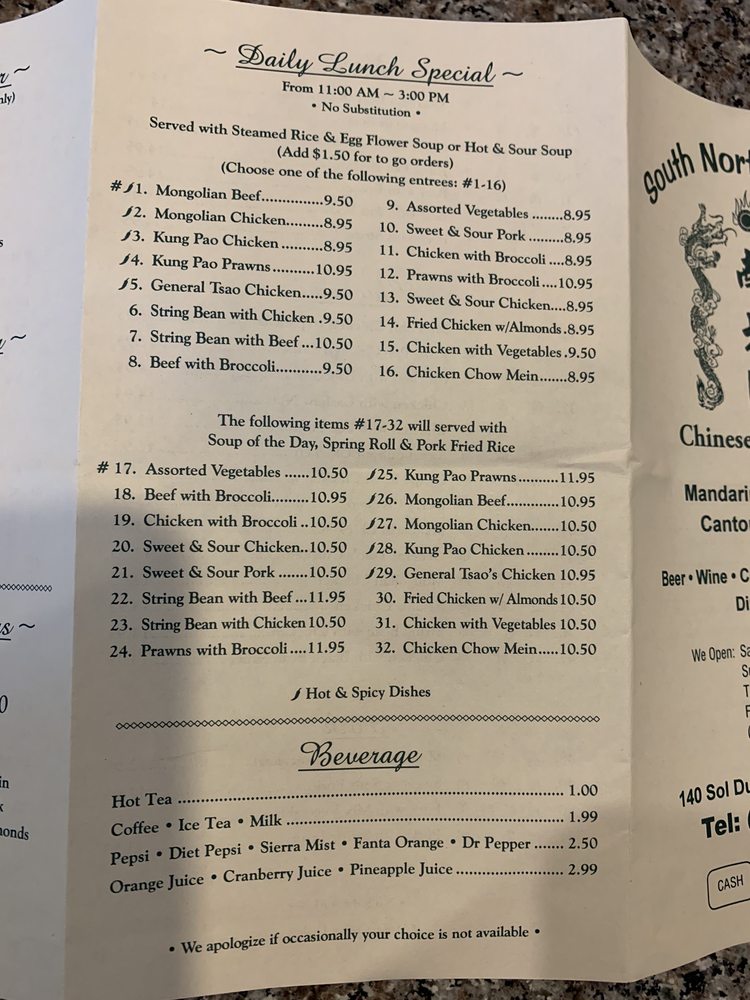 ~ Daily Lunch Special ~
From 11:00 AM ~ 3:00 PM
• No Substitution •
Served with Steamed Rice & Egg Flower Soup or Hot & Sour Soup
(Add $1.50 for to go orders)
(Choose one of the following entrees: #1-16)
# 1. Mongolian Beef...............9.50
2. Mongolian Chicken.........8.95
3. Kung Pao Chicken ..........8.95
4. Kung Pao Prawns..........10.95
5. General Tsao Chicken.....9.50
6. String Bean with Chicken .9.50
7. String Bean with Beef ...10.50
8. Beef with Broccoli...........9.50
9. Assorted Vegetables ........8.95
10. Sweet & Sour Pork .........8.95
11. Chicken with Broccoli ....8.95
12. Prawns with Broccoli ....10.95
13. Sweet & Sour Chicken....8.95
14. Fried Chicken w/Almonds.8.95
15. Chicken with Vegetables .9.50
16. Chicken Chow Mein.......8.95
The following items #17-32 will served with
Soup of the Day, Spring Roll & Pork Fried Rice
# 17. Assorted Vegetables ......10.50
18. Beef with Broccoli.........10.95
19. Chicken with Broccoli ..10.50
20. Sweet & Sour Chicken..10.50
21. Sweet & Sour Pork .......10.50
22. String Bean with Beef ...11.95
23. String Bean with Chicken 10.50
24. Prawns with Broccoli ....11.95
25. Kung Pao Prawns..........11.95
26. Mongolian Beef............10.95
27. Mongolian Chicken.......10.50
28. Kung Pao Chicken ........10.50
29. General Tsao's Chicken 10.95
30. Fried Chicken w/ Almonds 10.50
31. Chicken with Vegetables 10.50
32. Chicken Chow Mein.....10.50
Hot & Spicy Dishes
Beverage
Hot Tea ........................ 1.00
Coffee • Ice Tea • Milk ........................ 1.99
Pepsi • Diet Pepsi • Sierra Mist • Fanta Orange • Dr Pepper ....... 2.50
Orange Juice • Cranberry Juice • Pineapple Juice ........................ 2.99
• We apologize if occasionally your choice is not available •
South
Chinese
Beer • Wine •
We Open:
140 Sol
Tel:
CASH